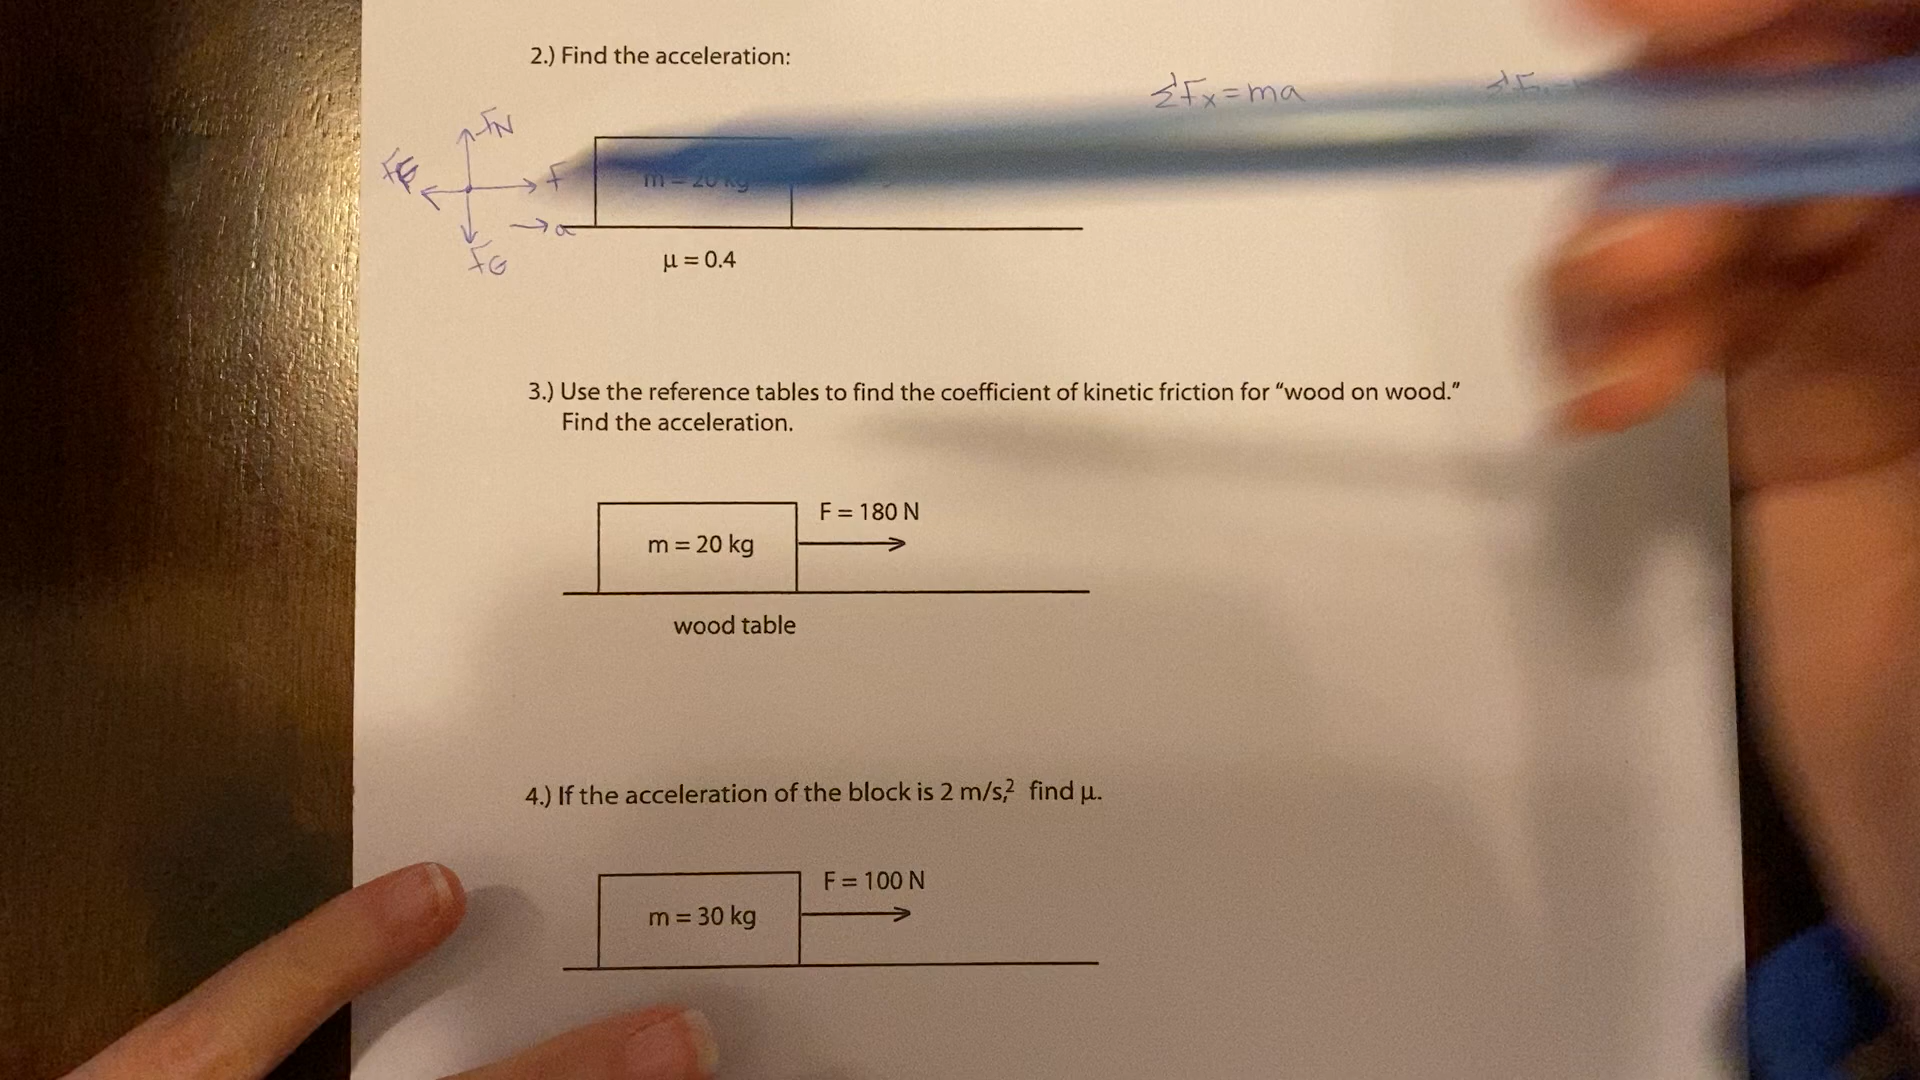 2.) Find the acceleration:
ΣFx = ma
FN
F
m = 20 kg
a
FG
μ = 0.4
3.) Use the reference tables to find the coefficient of kinetic friction for “wood on wood.”
Find the acceleration.
F = 180 N
m = 20 kg
wood table
4.) If the acceleration of the block is 2 m/s,² find μ.
F = 100 N
m = 30 kg